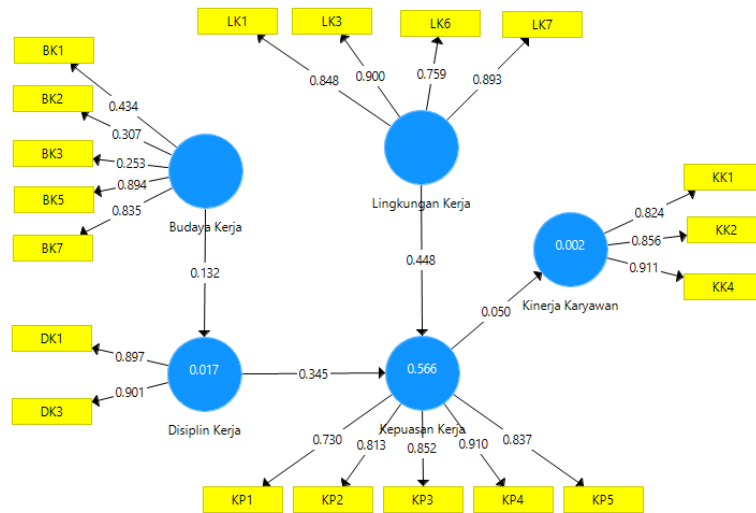 LK1
LK3
LK6
LK7
BK1
BK2
BK3
BK5
BK7
0.848
0.900
0.759
0.893
0.434
0.307
0.253
0.894
0.835
Budaya Kerja
Lingkungan Kerja
KK1
KK2
KK4
0.824
0.856
0.911
0.002
Kinerja Karyawan
0.132
0.448
0.050
DK1
DK3
0.897
0.901
0.017
Disiplin Kerja
0.345
0.566
Kepuasan Kerja
0.730
0.813
0.852
0.910
0.837
KP1
KP2
KP3
KP4
KP5